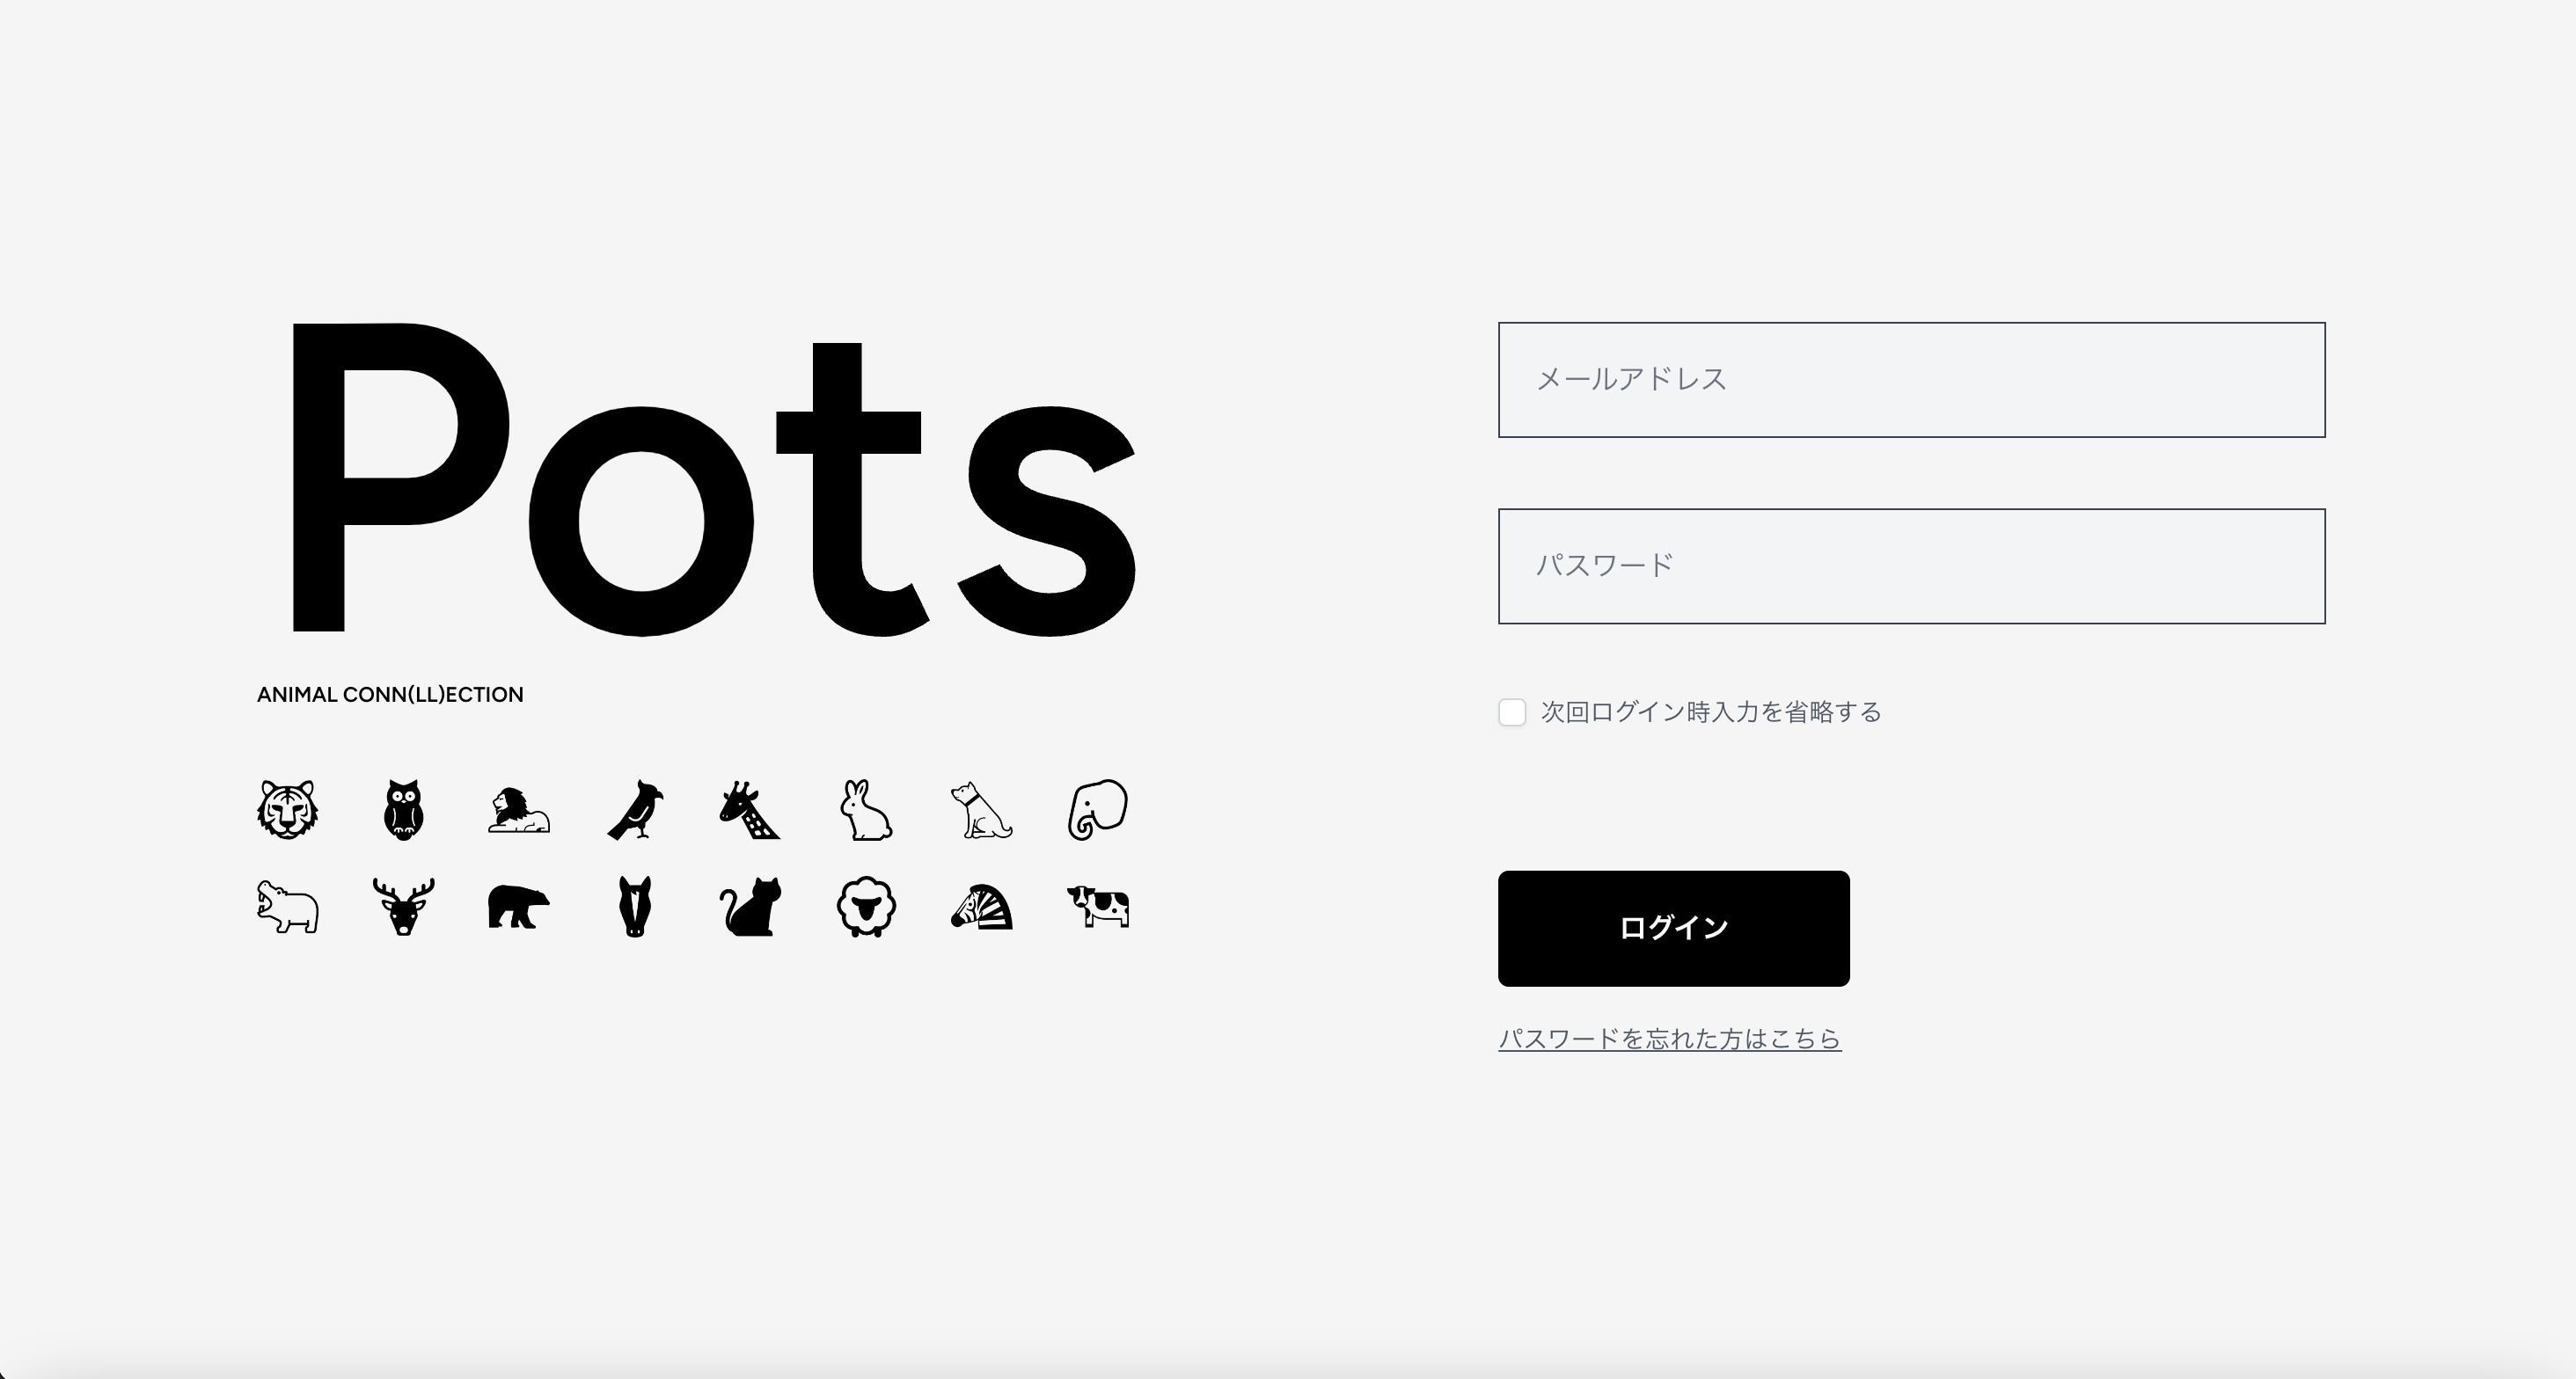 Pots
ANIMAL CONN(LL)ECTION
メールアドレス
パスワード
次回ログイン時入力を省略する
ログイン
パスワードを忘れた方はこちら